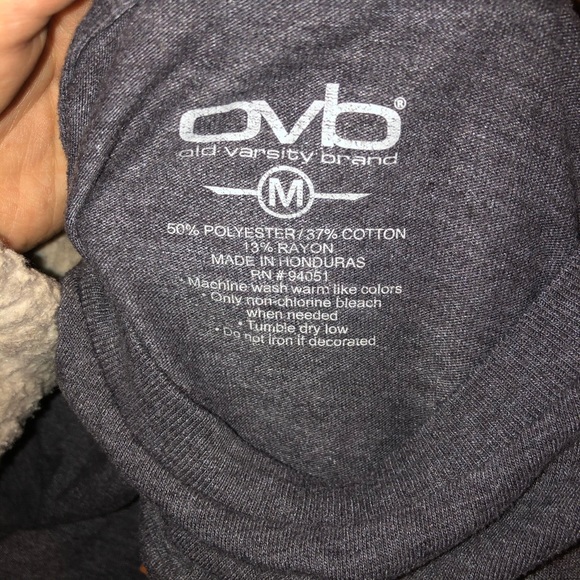 ovb®
old varsity brand
M
50% POLYESTER/37% COTTON
13% RAYON
MADE IN HONDURAS
RN # 94051
• Machine wash warm like colors
• Only non-chlorine bleach
when needed
• Tumble dry low
• Do not iron if decorated